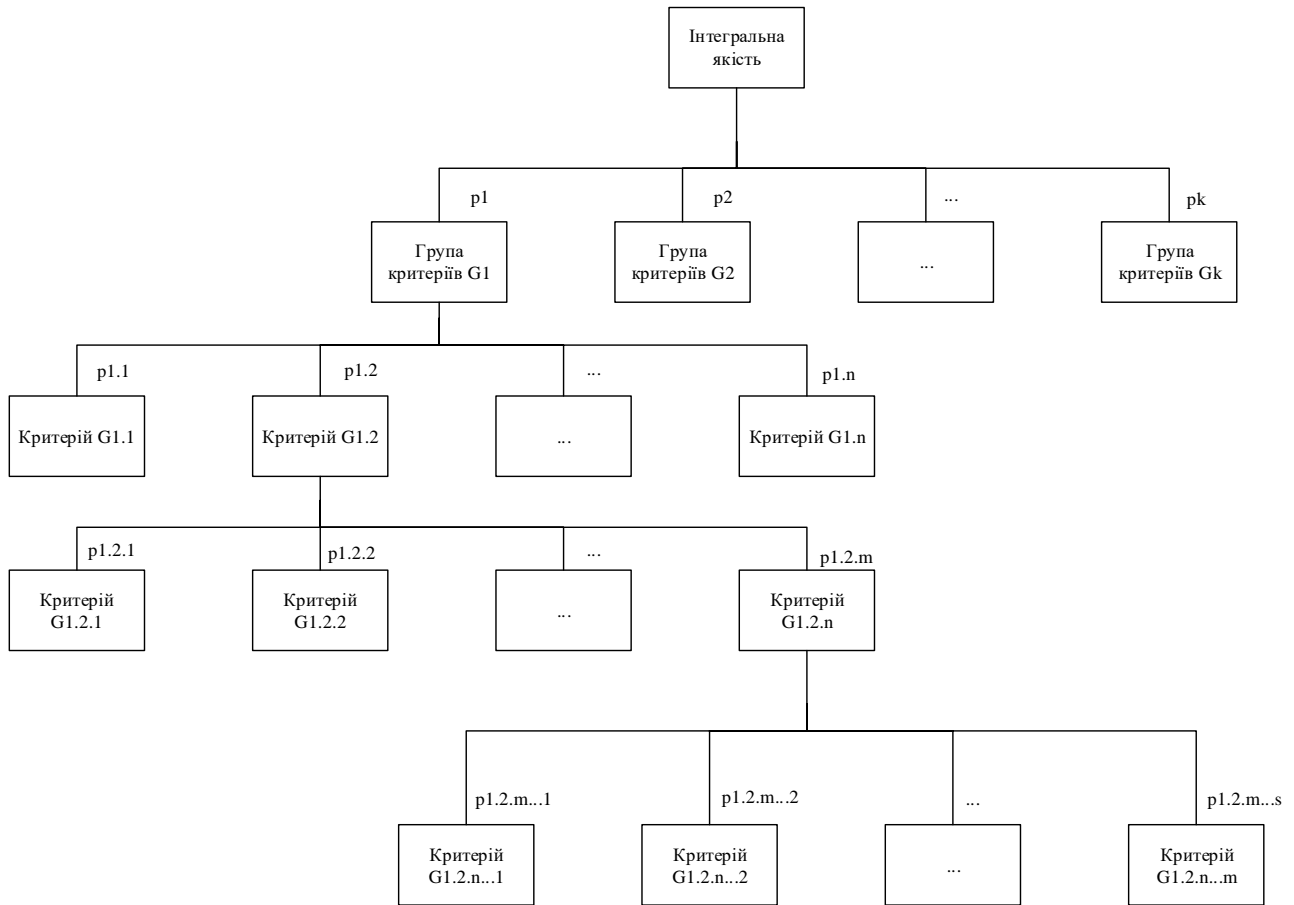 Інтегральна
якість
p1
p2
...
pk
Група
критеріїв G1
Група
критеріїв G2
...
Група
критеріїв Gk
p1.1
p1.2
...
p1.n
Критерій G1.1
Критерій G1.2
...
Критерій G1.n
p1.2.1
p1.2.2
...
p1.2.m
Критерій
G1.2.1
Критерій
G1.2.2
...
Критерій
G1.2.n
p1.2.m...1
p1.2.m...2
...
p1.2.m...s
Критерій
G1.2.n...1
Критерій
G1.2.n...2
...
Критерій
G1.2.n...m